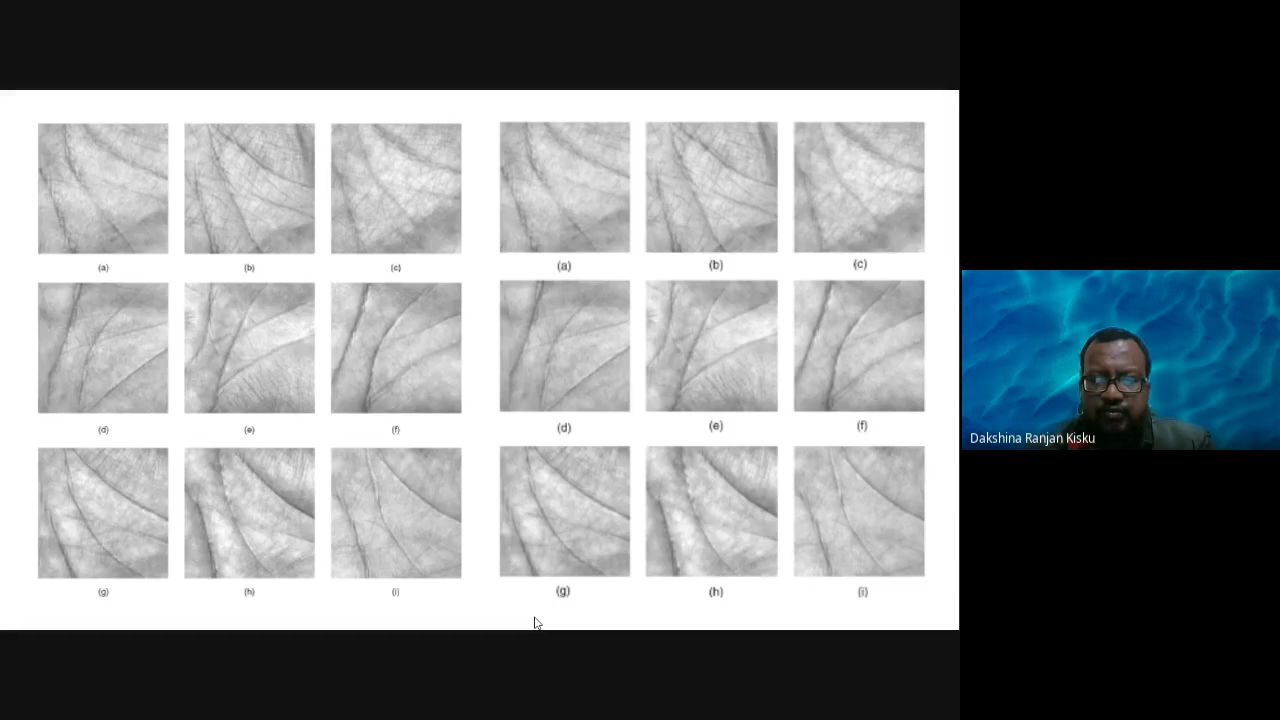 (a) (b) (c)
(d) (e) (f)
(g) (h) (i)
(a) (b) (c)
(d) (e) (f)
(g) (h) (i)
Dakshina Ranjan Kisku